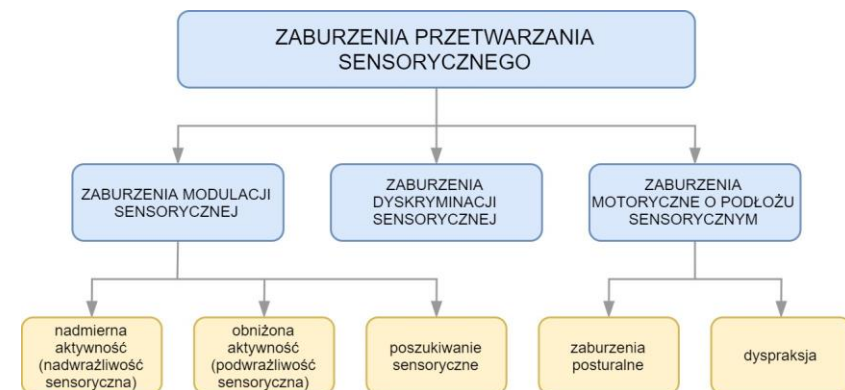 ZABURZENIA PRZETWARZANIA
SENSORYCZNEGO
ZABURZENIA MODULACJI
SENSORYCZNEJ
ZABURZENIA
DYSKRYMINACJI
SENSORYCZNEJ
ZABURZENIA
MOTORYCZNE O PODŁOŻU
SENSORYCZNYM
nadmierna
aktywność
(nadwrażliwość
sensoryczna)
obniżona
aktywność
(podwrażliwość
sensoryczna)
poszukiwanie
sensoryczne
zaburzenia
posturalne
dyspraksja